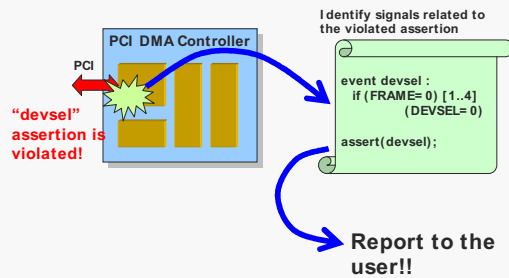 Identify signals related to
the violated assertion
PCI DMA Controller
PCI
“devsel”
assertion is
violated!
event devsel :
if (FRAME= 0) [1..4]
(DEVSEL= 0)
assert(devsel);
Report to the
user!!